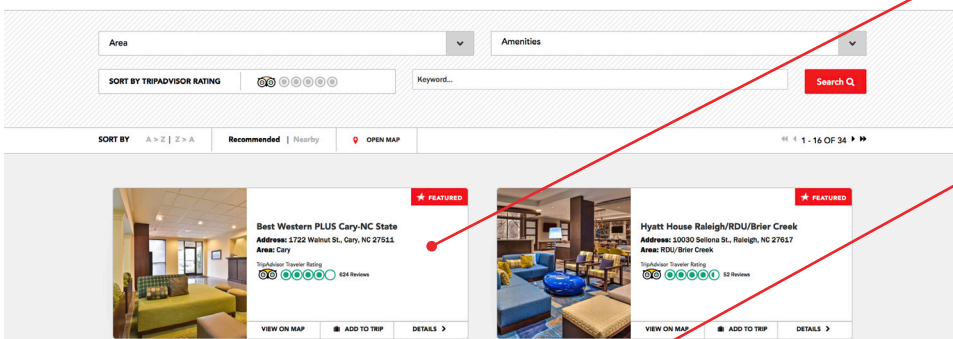 Area
Amenities
SORT BY TRIPADVISOR RATING
Keyword...
Search
SORT BY A > Z | Z > A Recommended | Nearby OPEN MAP 1 - 16 OF 34
FEATURED
Best Western PLUS Cary-NC State
Address: 1722 Walnut St., Cary, NC 27511
Area: Cary
TripAdvisor Traveler Rating
624 Reviews
VIEW ON MAP ADD TO TRIP DETAILS >
FEATURED
Hyatt House Raleigh/RDU/Brier Creek
Address: 10030 Sellona St., Raleigh, NC 27617
Area: RDU/Brier Creek
TripAdvisor Traveler Rating
52 Reviews
VIEW ON MAP ADD TO TRIP DETAILS >